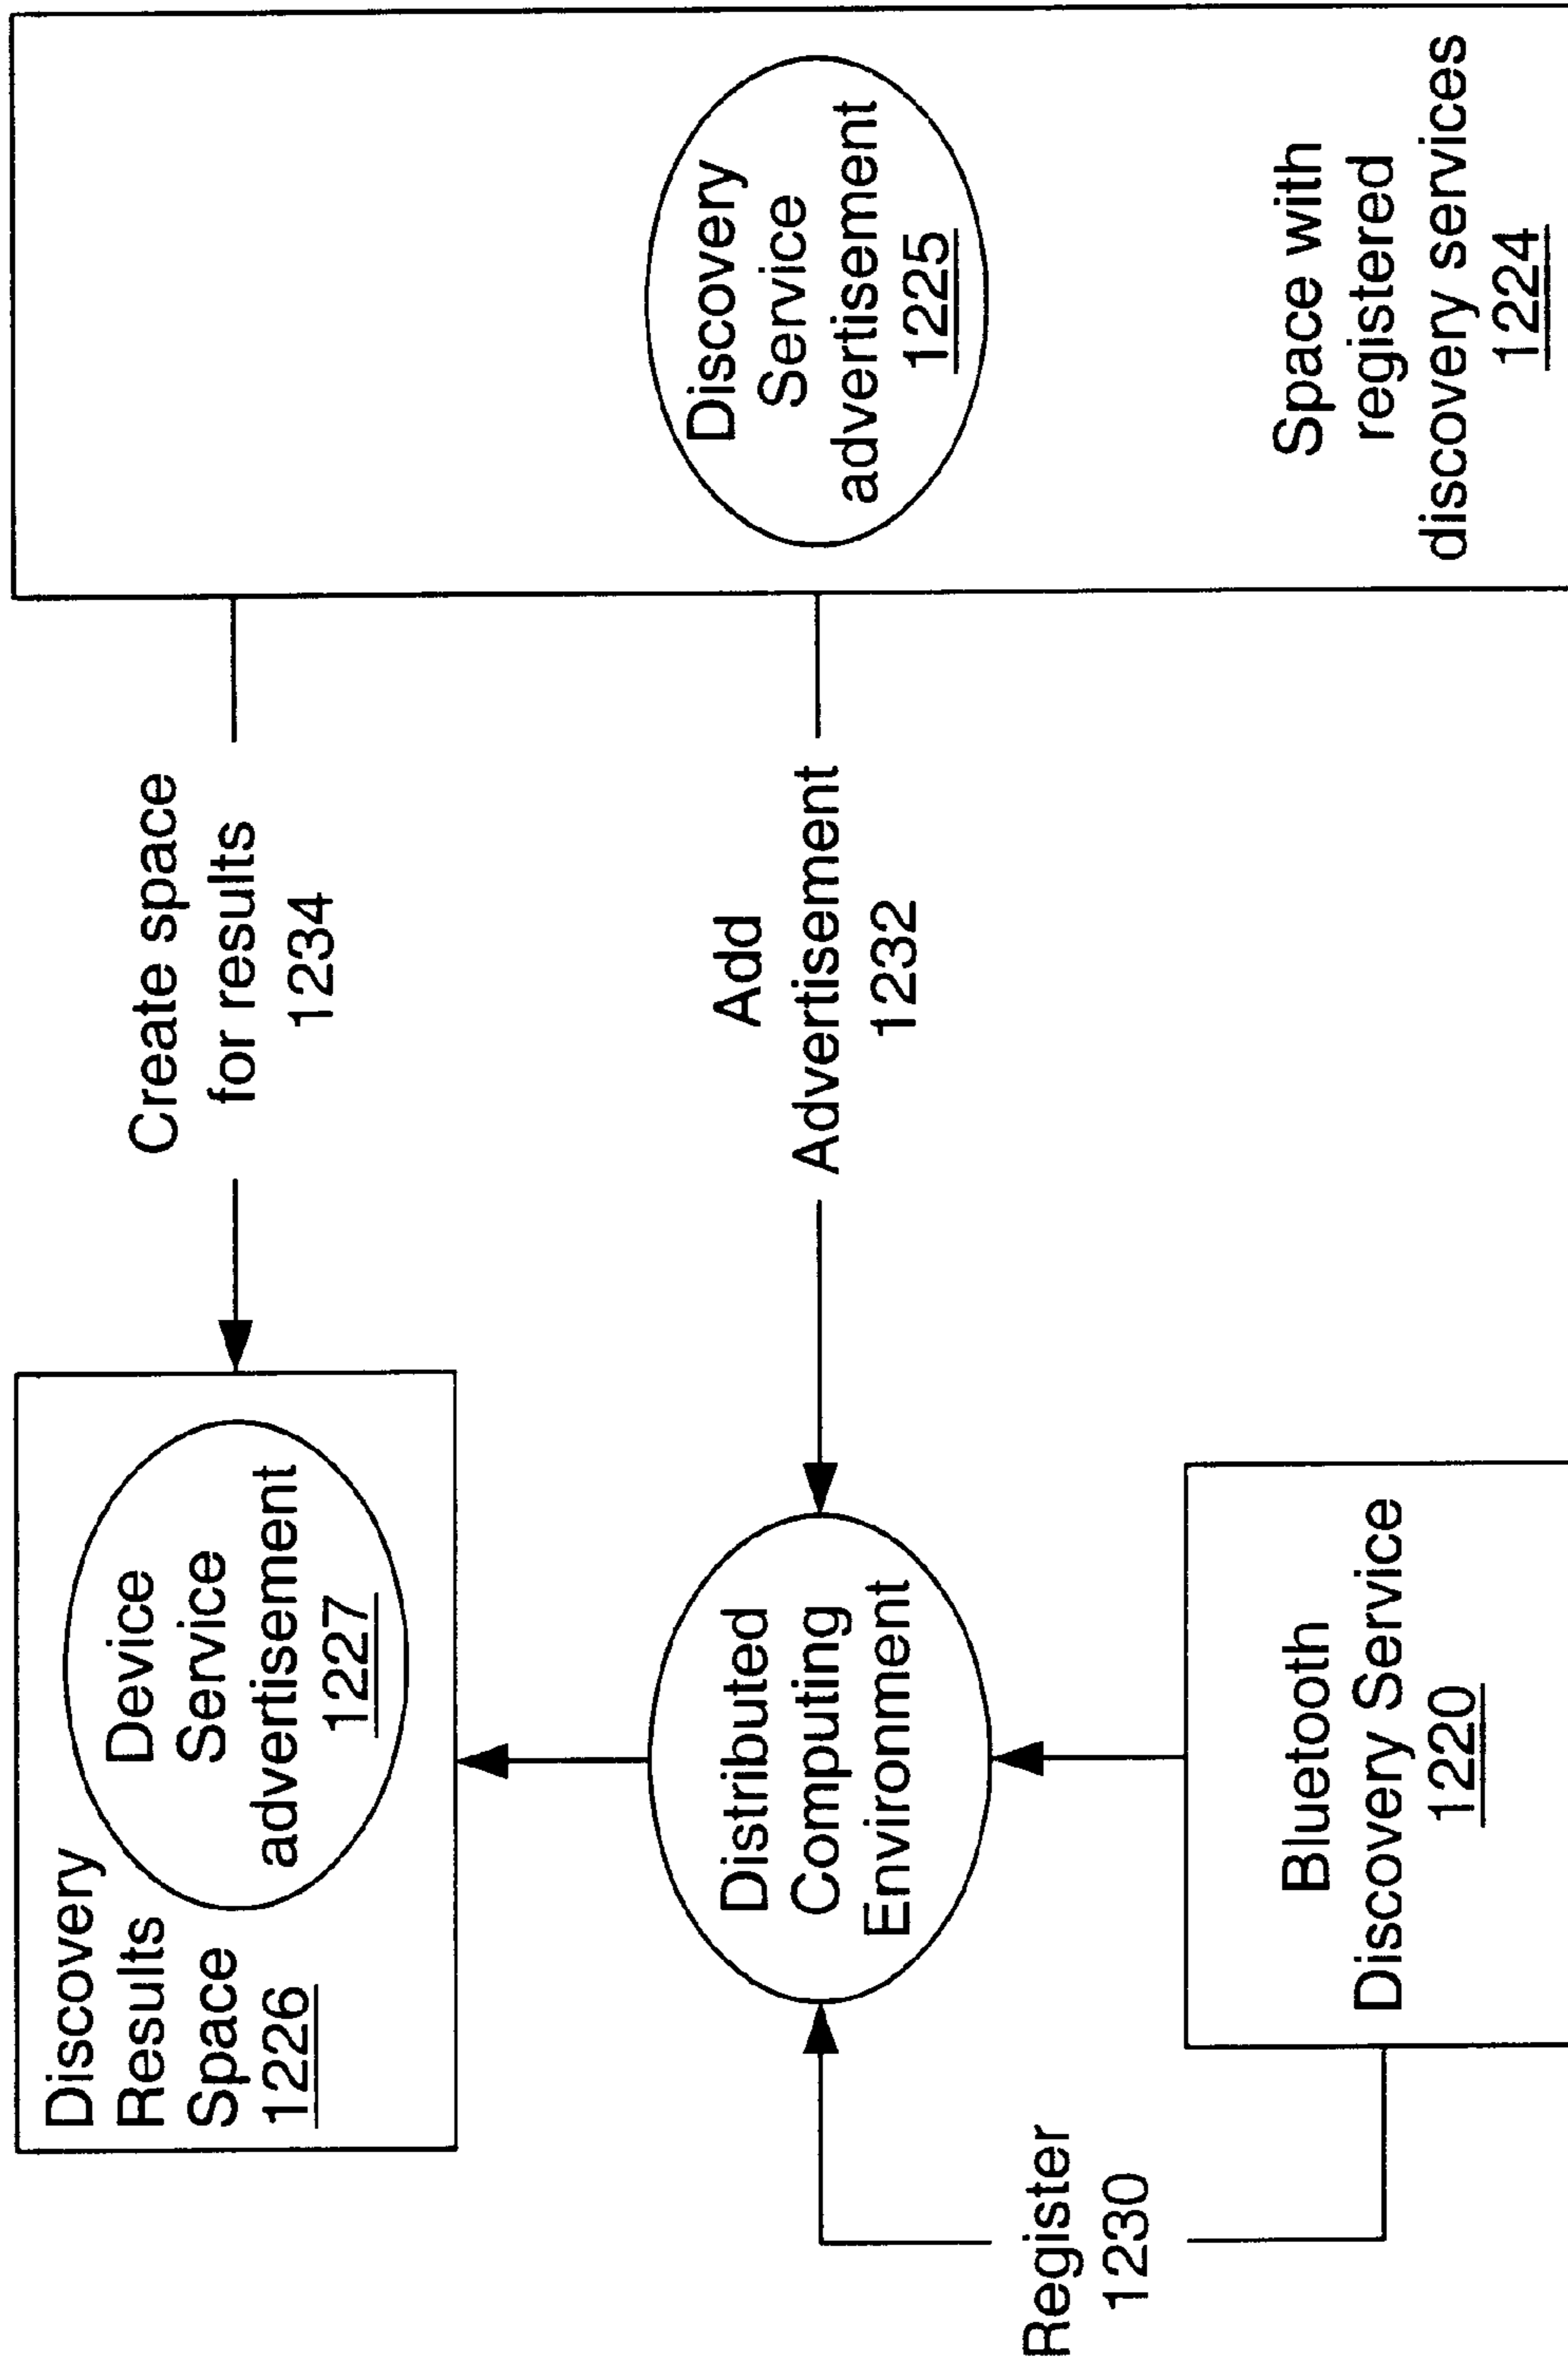 Discovery
Results
Space
1226
Device
Service
advertisement
1227
Create space
for results
1234
Distributed
Computing
Environment
Add
Advertisement
1232
Discovery
Service
advertisement
1225
Register
1230
Bluetooth
Discovery Service
1220
Space with
registered
discovery services
1224